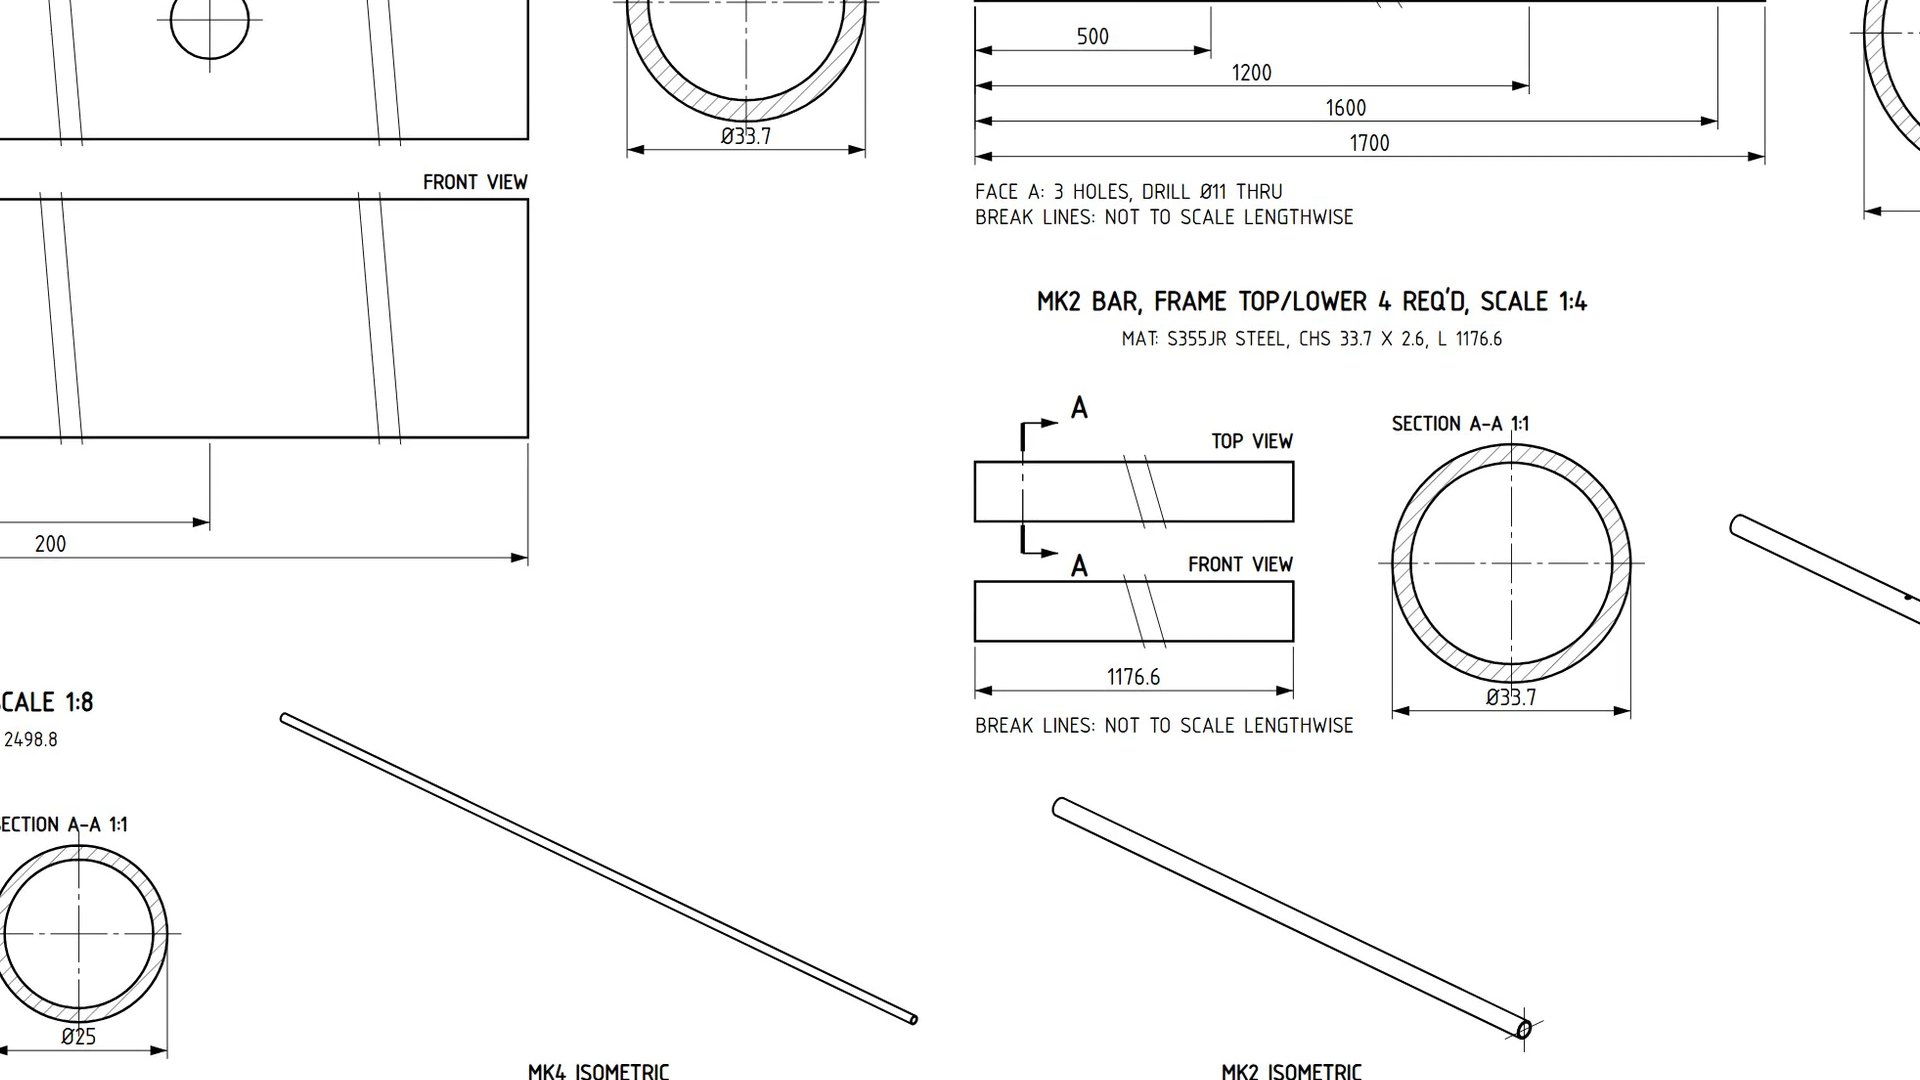 Ø33.7
FRONT VIEW
200
500
1200
1600
1700
FACE A: 3 HOLES, DRILL Ø11 THRU
BREAK LINES: NOT TO SCALE LENGTHWISE
MK2 BAR, FRAME TOP/LOWER 4 REQ'D, SCALE 1:4
MAT: S355JR STEEL, CHS 33.7 X 2.6, L 1176.6
A
TOP VIEW
A
FRONT VIEW
1176.6
BREAK LINES: NOT TO SCALE LENGTHWISE
SECTION A-A 1:1
Ø33.7
SCALE 1:8
2498.8
SECTION A-A 1:1
Ø25
MK4 ISOMETRIC
MK2 ISOMETRIC